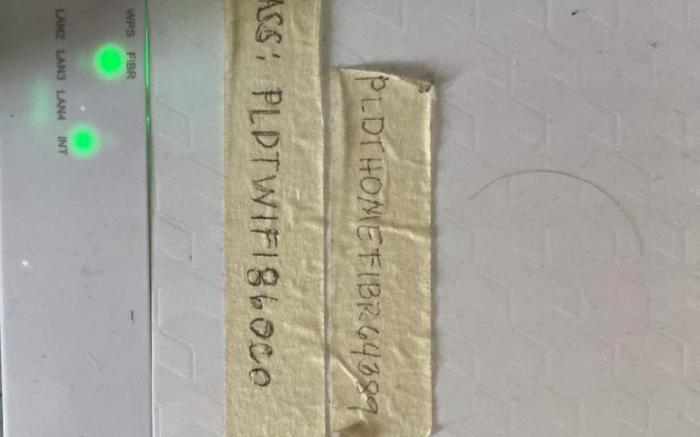 PLDTHOMEFIBR64389
ASS: PLDTWIFI860C0
WPS FIBR
LAN2 LAN3 LAN4 INT